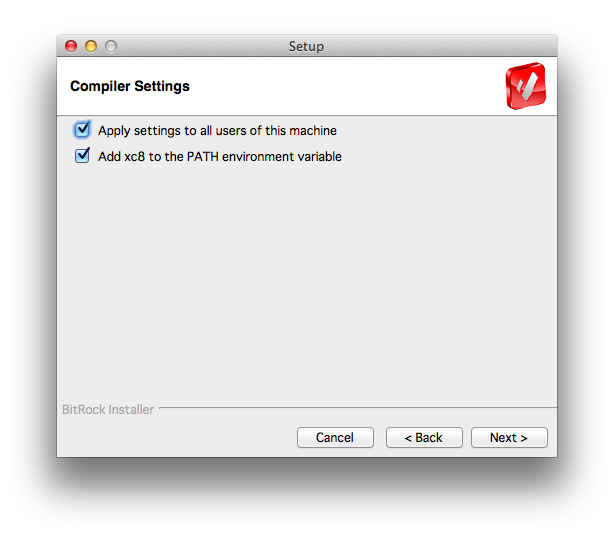 Setup
Compiler Settings
Apply settings to all users of this machine
Add xc8 to the PATH environment variable
BitRock Installer
Cancel
< Back
Next >